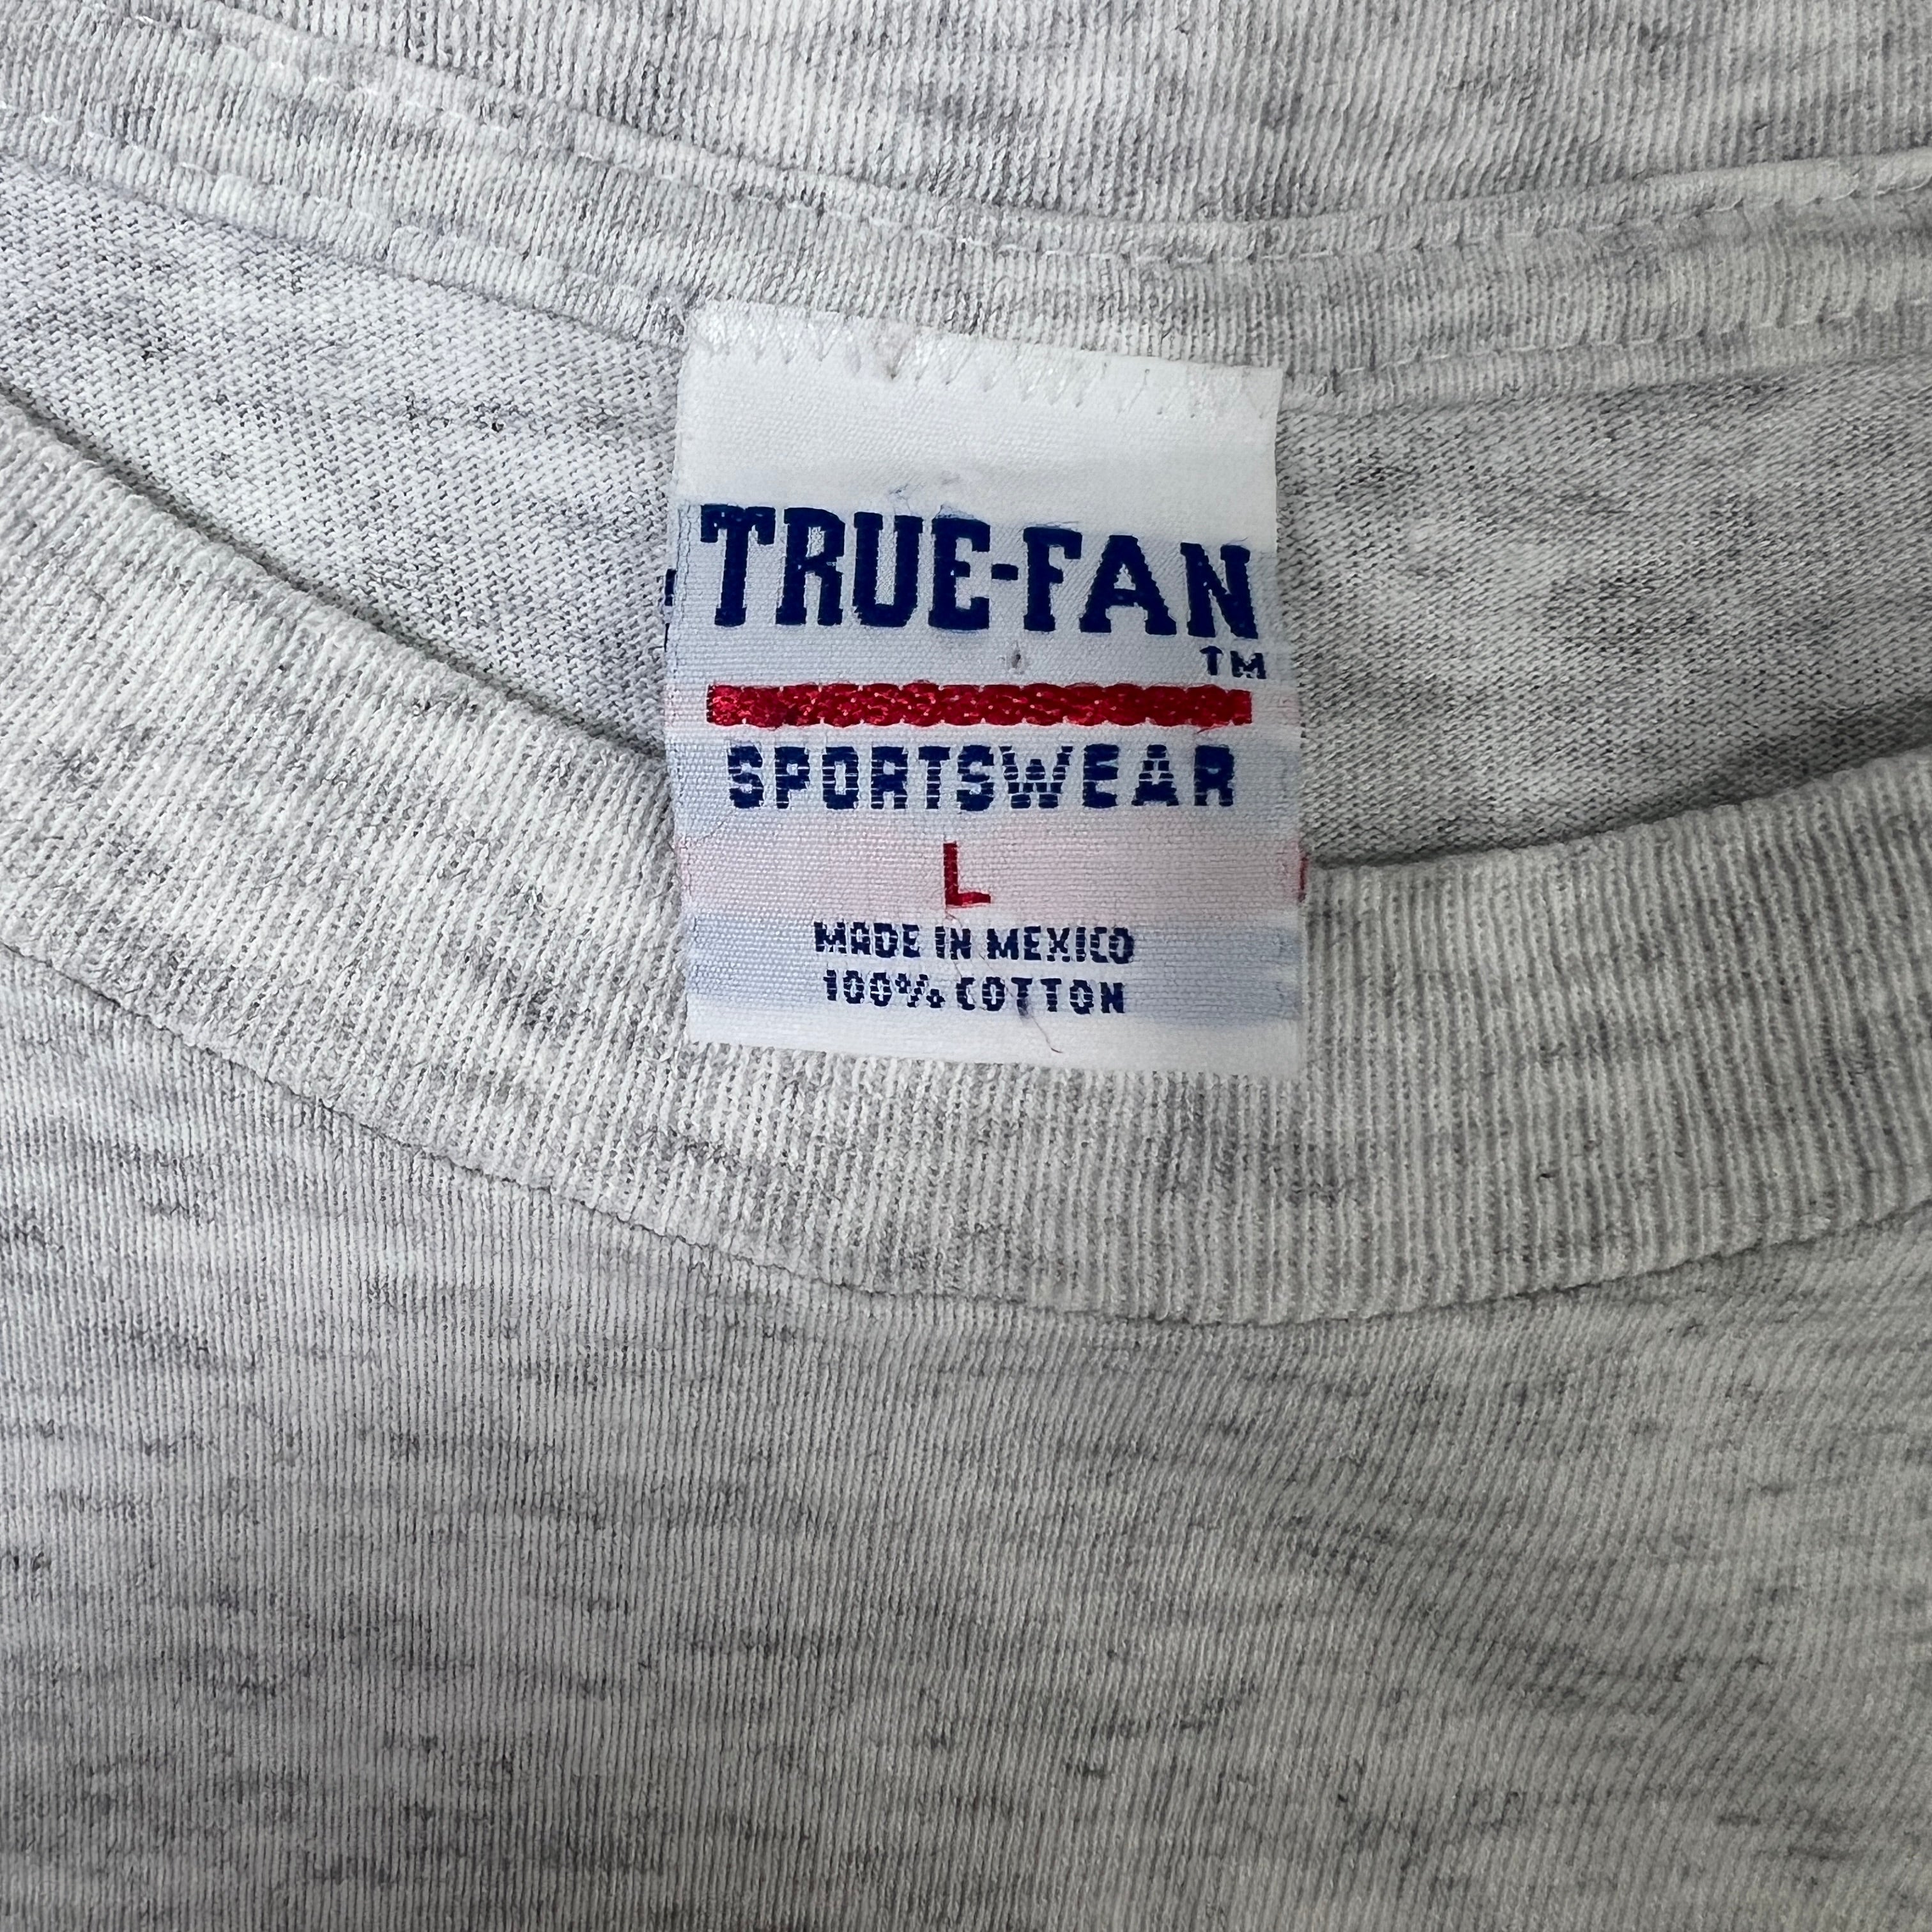 TRUE-FAN
™
SPORTSWEAR
L
MADE IN MEXICO
100% COTTON